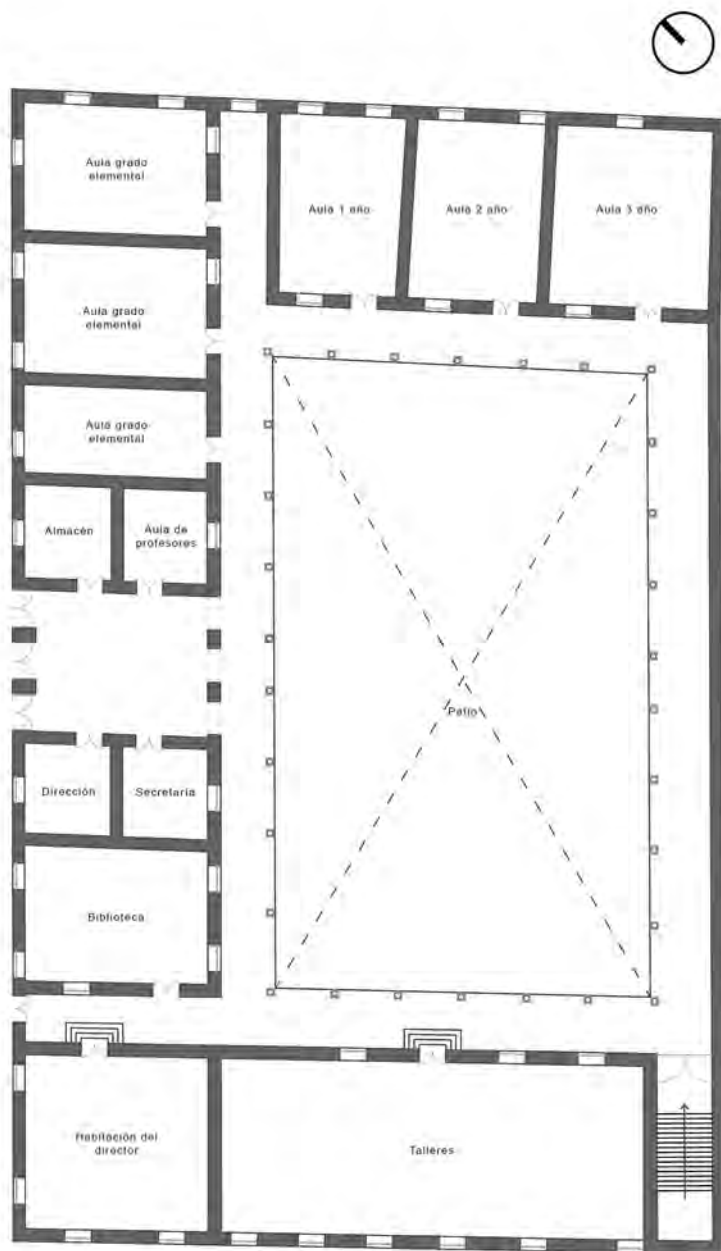 Aula grado
elemental
Aula 1 año
Aula 2 año
Aula 3 año
Aula grado
elemental
Aula grado
elemental
Almacén
Aula de
profesores
Patio
Dirección
Secretaría
Biblioteca
Habitación del
director
Talleres